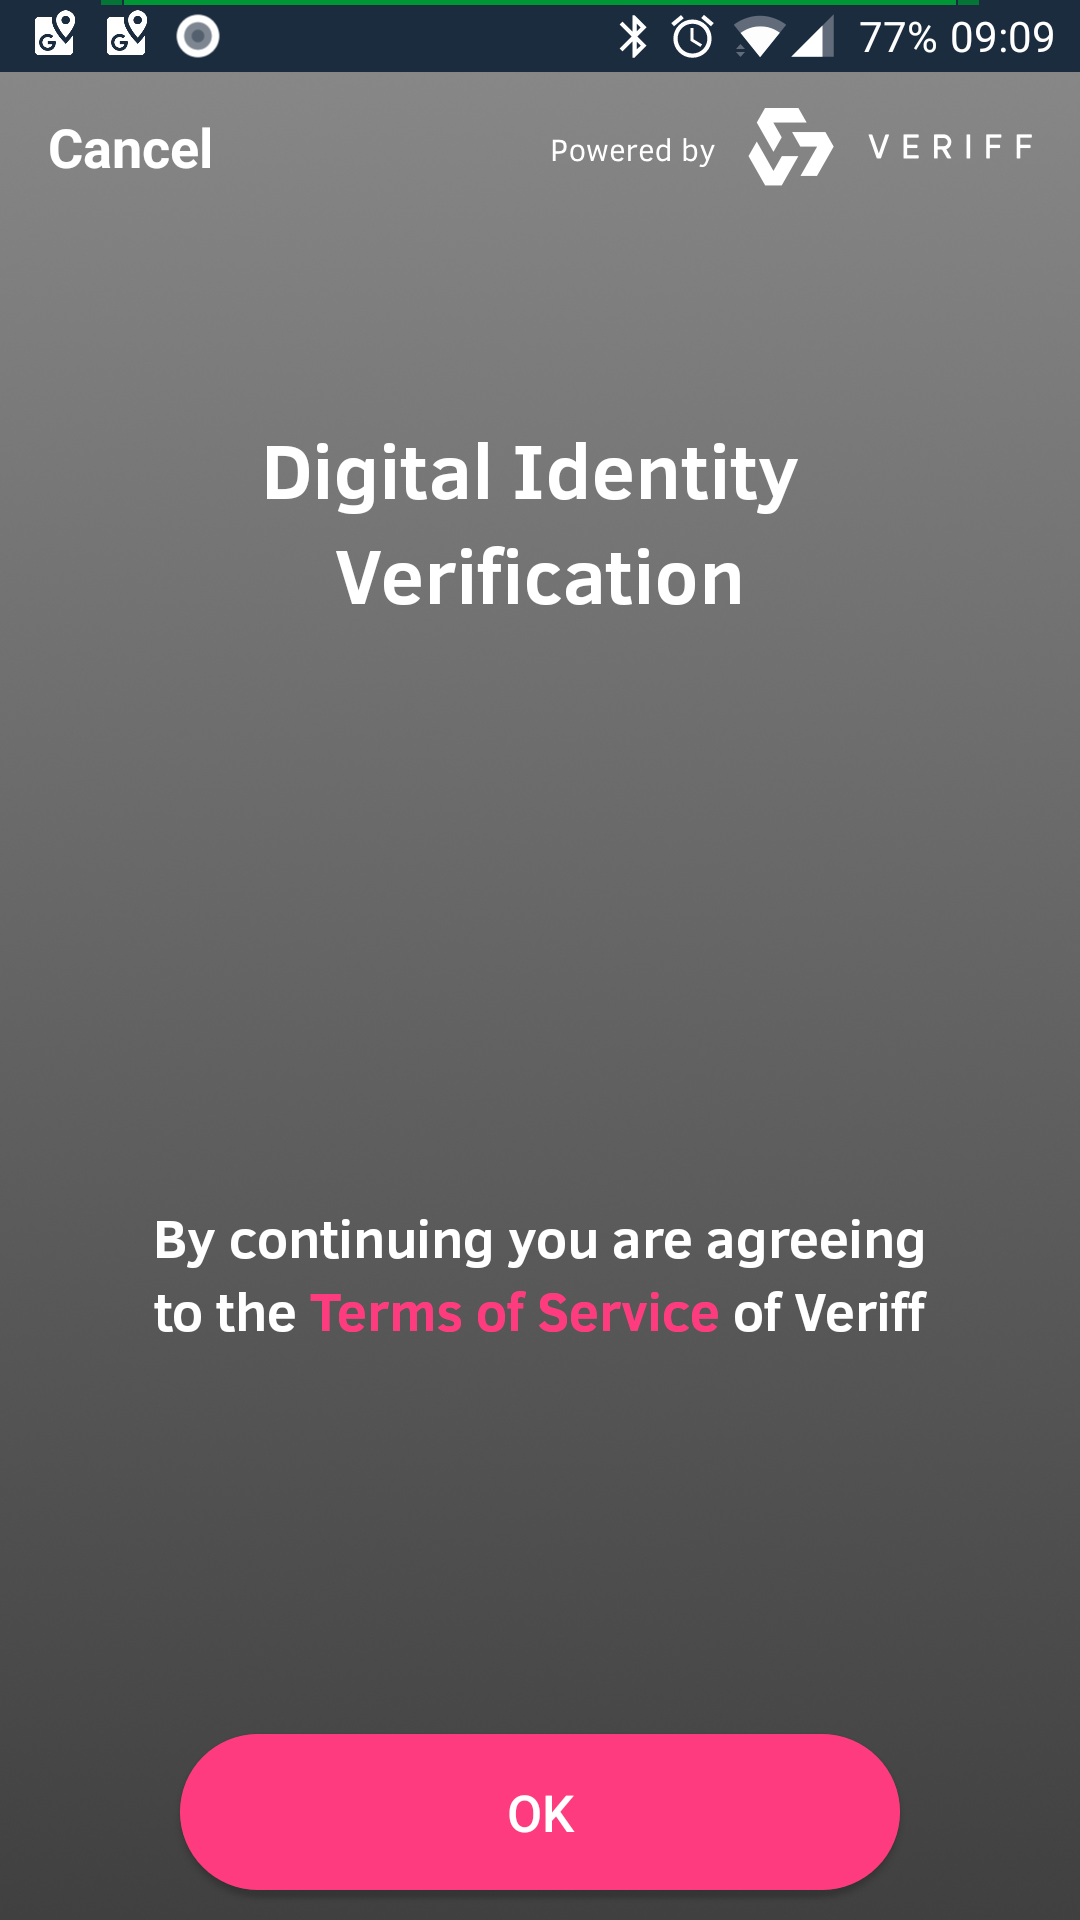 77% 09:09
Cancel
Powered by VERIFF
Digital Identity
Verification
By continuing you are agreeing
to the Terms of Service of Veriff
OK